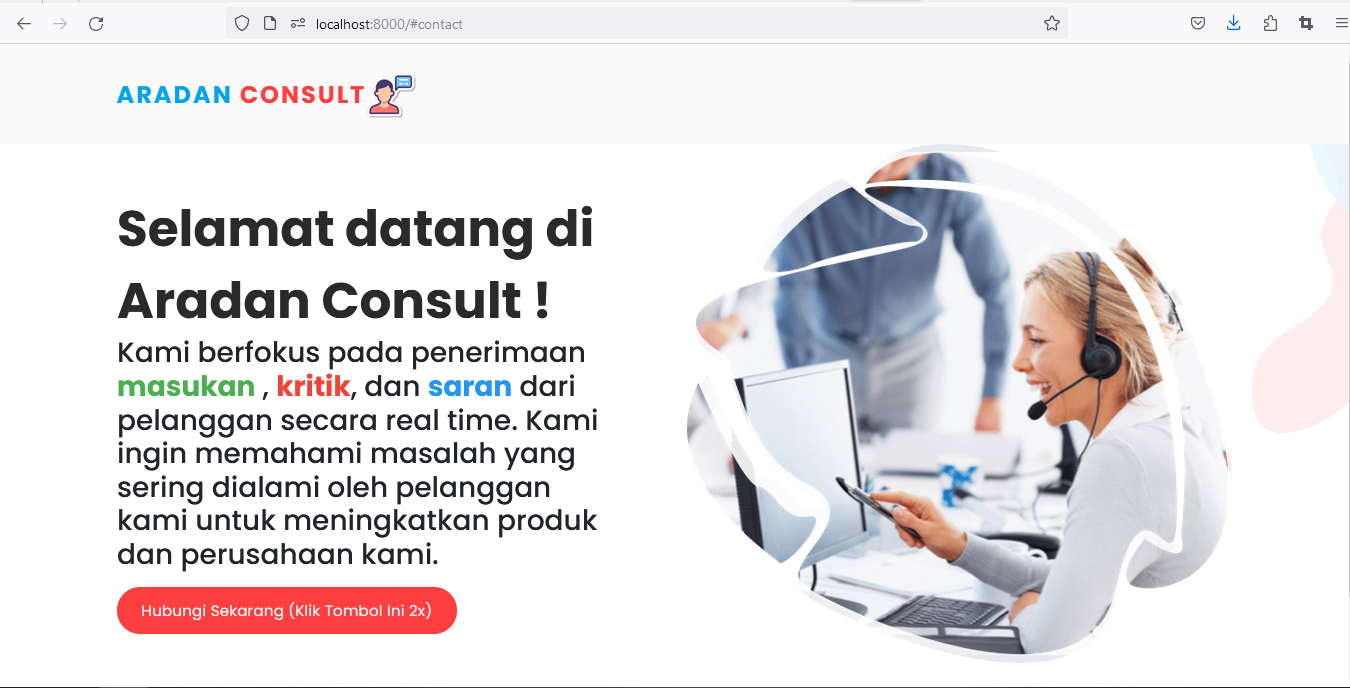 localhost:8000/#contact
ARADAN CONSULT
Selamat datang di
Aradan Consult !
Kami berfokus pada penerimaan
masukan , kritik, dan saran dari
pelanggan secara real time. Kami
ingin memahami masalah yang
sering dialami oleh pelanggan
kami untuk meningkatkan produk
dan perusahaan kami.
Hubungi Sekarang (Klik Tombol Ini 2x)